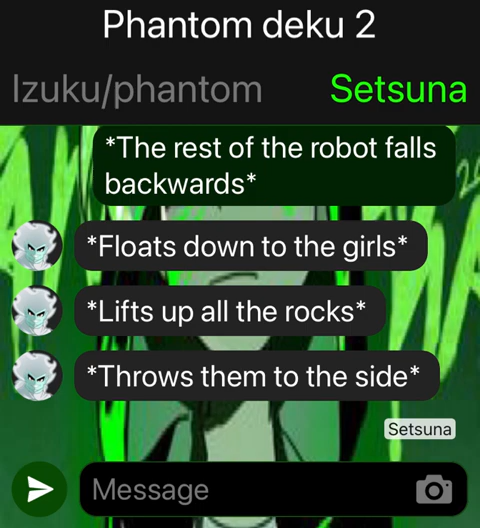 Phantom deku 2
Izuku/phantom
Setsuna
*The rest of the robot falls
backwards*
*Floats down to the girls*
*Lifts up all the rocks*
*Throws them to the side*
Setsuna
Message